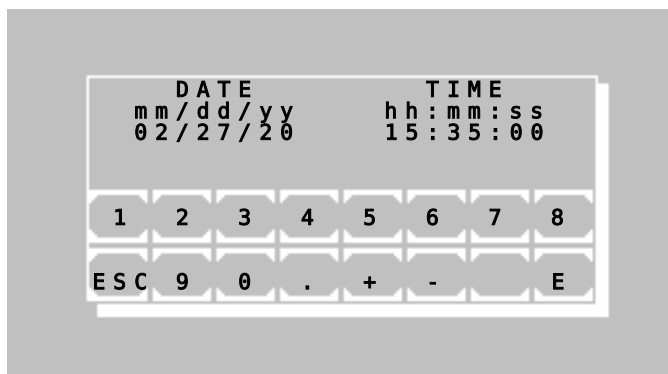 DATE TIME
mm/dd/yy hh:mm:ss
02/27/20 15:35:00
1 2 3 4 5 6 7 8
ESC 9 0 . + - E